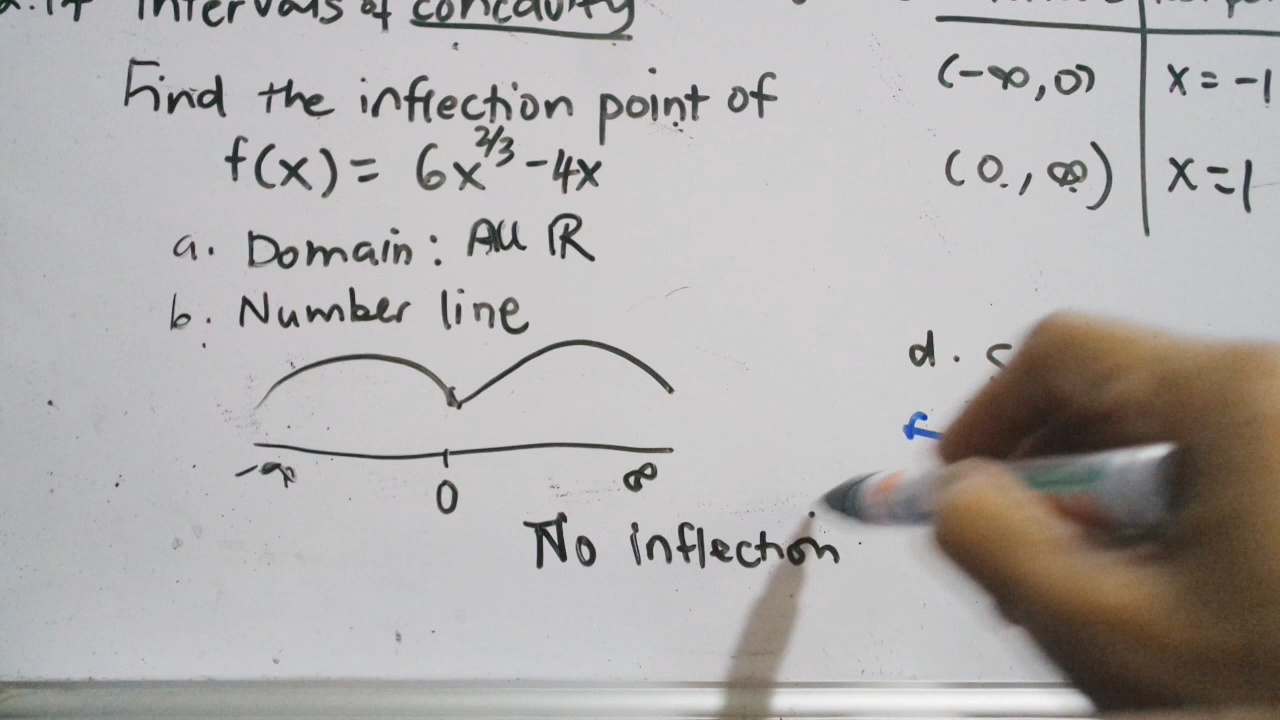 intervals of concavity
Find the inflection point of
f(x) = 6x^2/3 - 4x
a. Domain: All ℝ
b. Number line
-∞ 0 ∞
No inflection
(-∞, 0) x = -1
(0, ∞) x = 1
d.